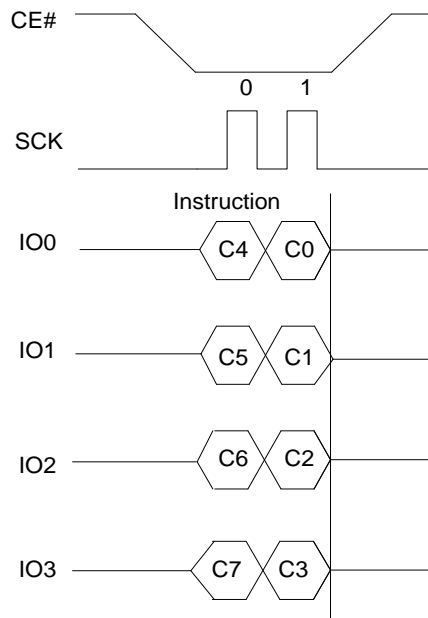 CE#
0 1
SCK
Instruction
IO0 C4 C0
IO1 C5 C1
IO2 C6 C2
IO3 C7 C3